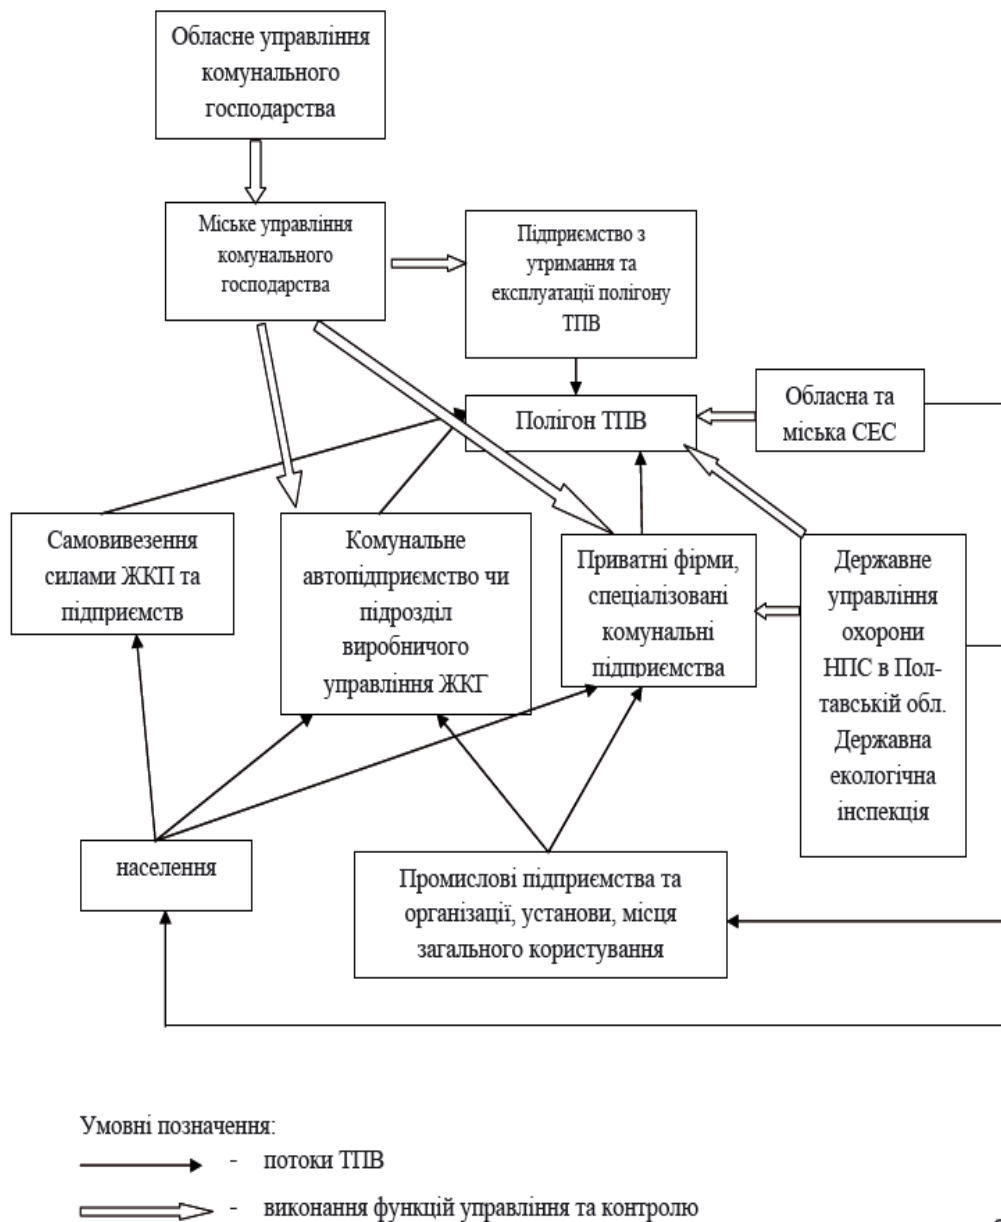 Обласне управління
комунального
господарства
Міське управління
комунального
господарства
Підприємство з
утримання та
експлуатації полігону
ТПВ
Полігон ТПВ
Обласна та
міська СЕС
Самовивезення
силами ЖКП та
підприємств
Комунальне
автопідприємство чи
підрозділ
виробничого
управління ЖКГ
Приватні фірми,
спеціалізовані
комунальні
підприємства
Державне
управління
охорони
НПС в Пол-
тавській обл.
Державна
екологічна
інспекція
населення
Промислові підприємства та
організації, установи, місця
загального користування
Умовні позначення:
- потоки ТПВ
- виконання функцій управління та контролю